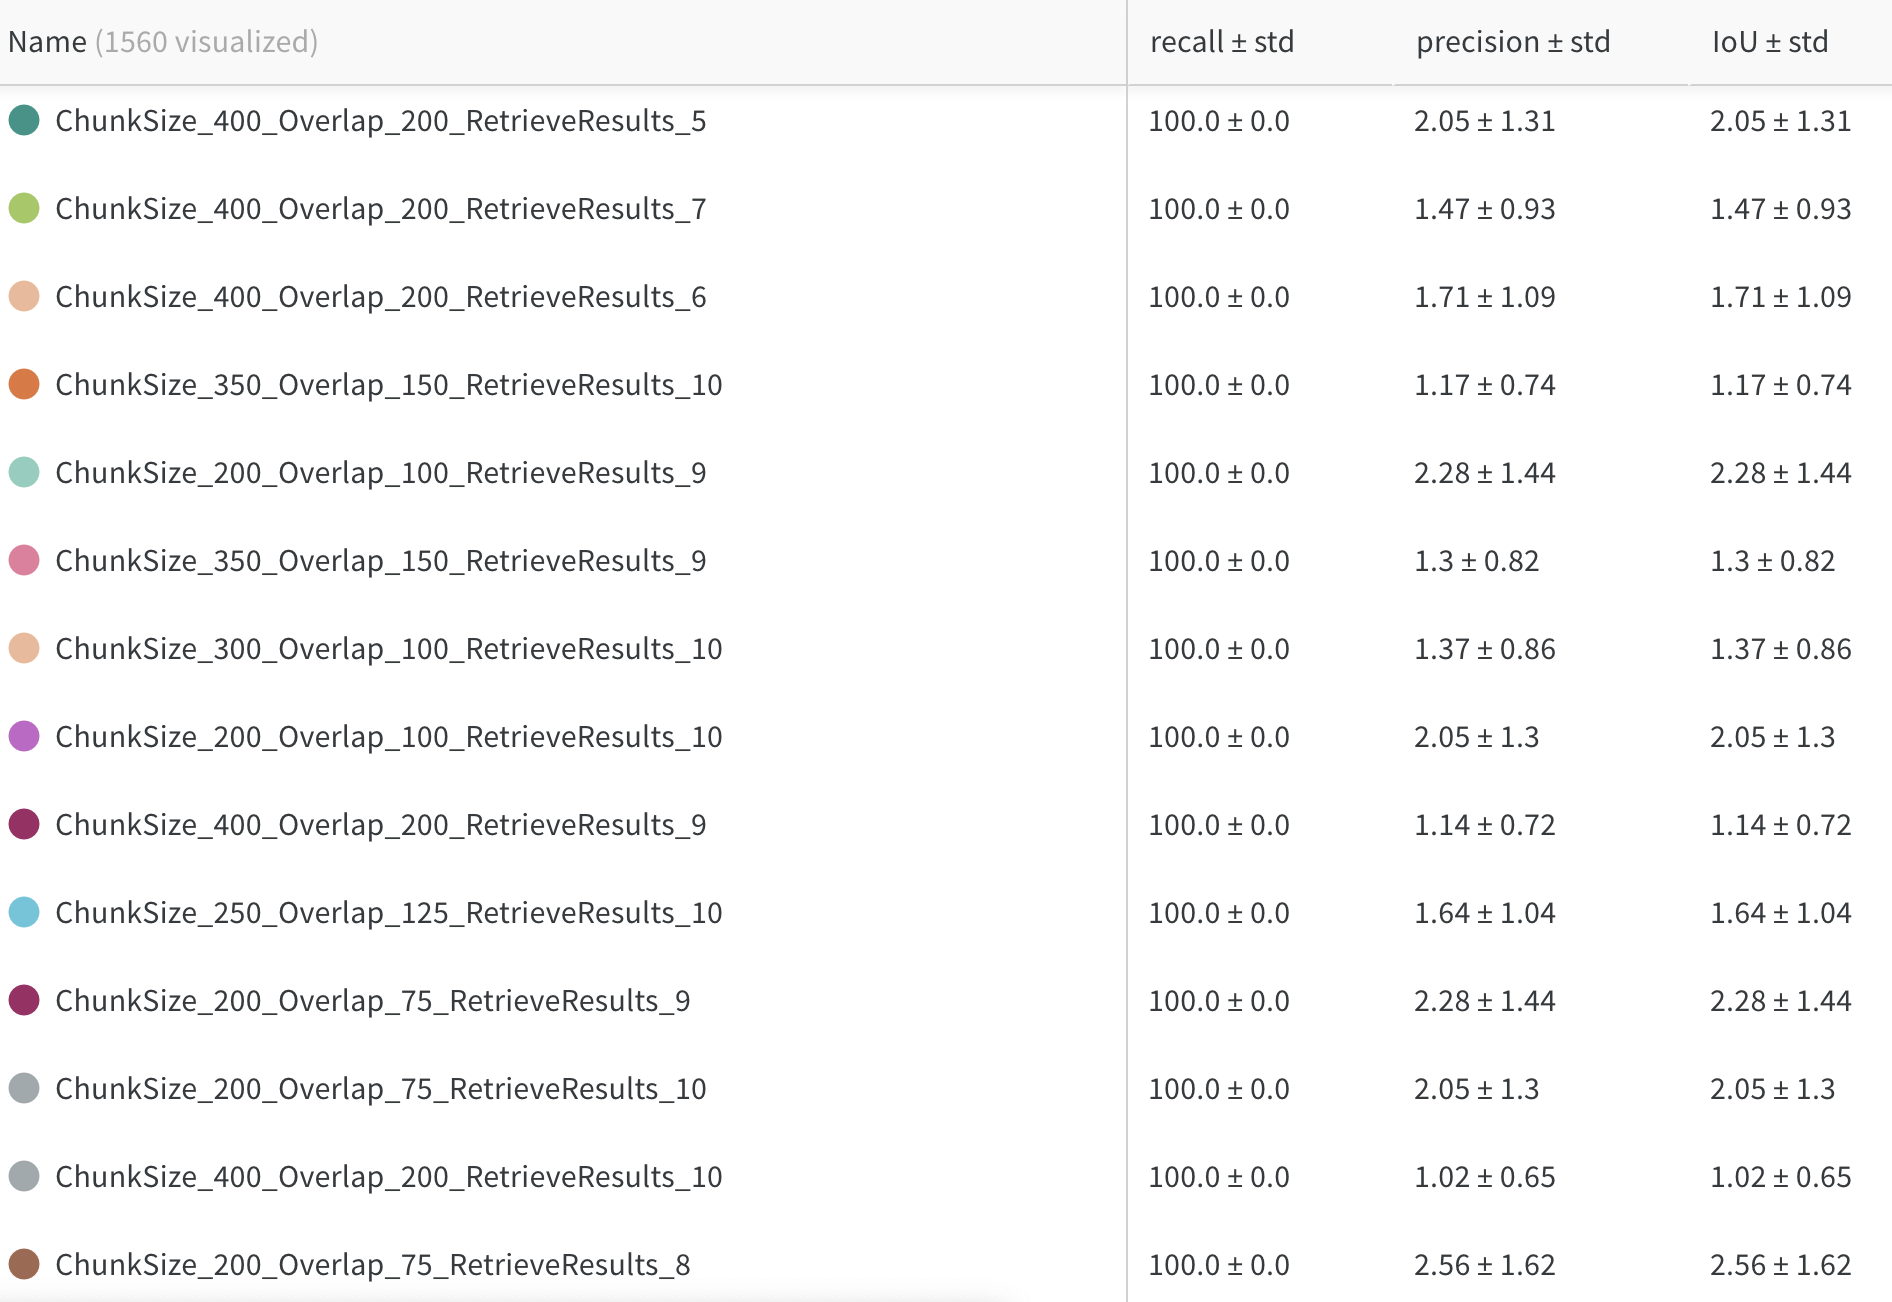 Name (1560 visualized) recall ± std precision ± std IoU ± std
ChunkSize_400_Overlap_200_RetrieveResults_5 100.0 ± 0.0 2.05 ± 1.31 2.05 ± 1.31
ChunkSize_400_Overlap_200_RetrieveResults_7 100.0 ± 0.0 1.47 ± 0.93 1.47 ± 0.93
ChunkSize_400_Overlap_200_RetrieveResults_6 100.0 ± 0.0 1.71 ± 1.09 1.71 ± 1.09
ChunkSize_350_Overlap_150_RetrieveResults_10 100.0 ± 0.0 1.17 ± 0.74 1.17 ± 0.74
ChunkSize_200_Overlap_100_RetrieveResults_9 100.0 ± 0.0 2.28 ± 1.44 2.28 ± 1.44
ChunkSize_350_Overlap_150_RetrieveResults_9 100.0 ± 0.0 1.3 ± 0.82 1.3 ± 0.82
ChunkSize_300_Overlap_100_RetrieveResults_10 100.0 ± 0.0 1.37 ± 0.86 1.37 ± 0.86
ChunkSize_200_Overlap_100_RetrieveResults_10 100.0 ± 0.0 2.05 ± 1.3 2.05 ± 1.3
ChunkSize_400_Overlap_200_RetrieveResults_9 100.0 ± 0.0 1.14 ± 0.72 1.14 ± 0.72
ChunkSize_250_Overlap_125_RetrieveResults_10 100.0 ± 0.0 1.64 ± 1.04 1.64 ± 1.04
ChunkSize_200_Overlap_75_RetrieveResults_9 100.0 ± 0.0 2.28 ± 1.44 2.28 ± 1.44
ChunkSize_200_Overlap_75_RetrieveResults_10 100.0 ± 0.0 2.05 ± 1.3 2.05 ± 1.3
ChunkSize_400_Overlap_200_RetrieveResults_10 100.0 ± 0.0 1.02 ± 0.65 1.02 ± 0.65
ChunkSize_200_Overlap_75_RetrieveResults_8 100.0 ± 0.0 2.56 ± 1.62 2.56 ± 1.62